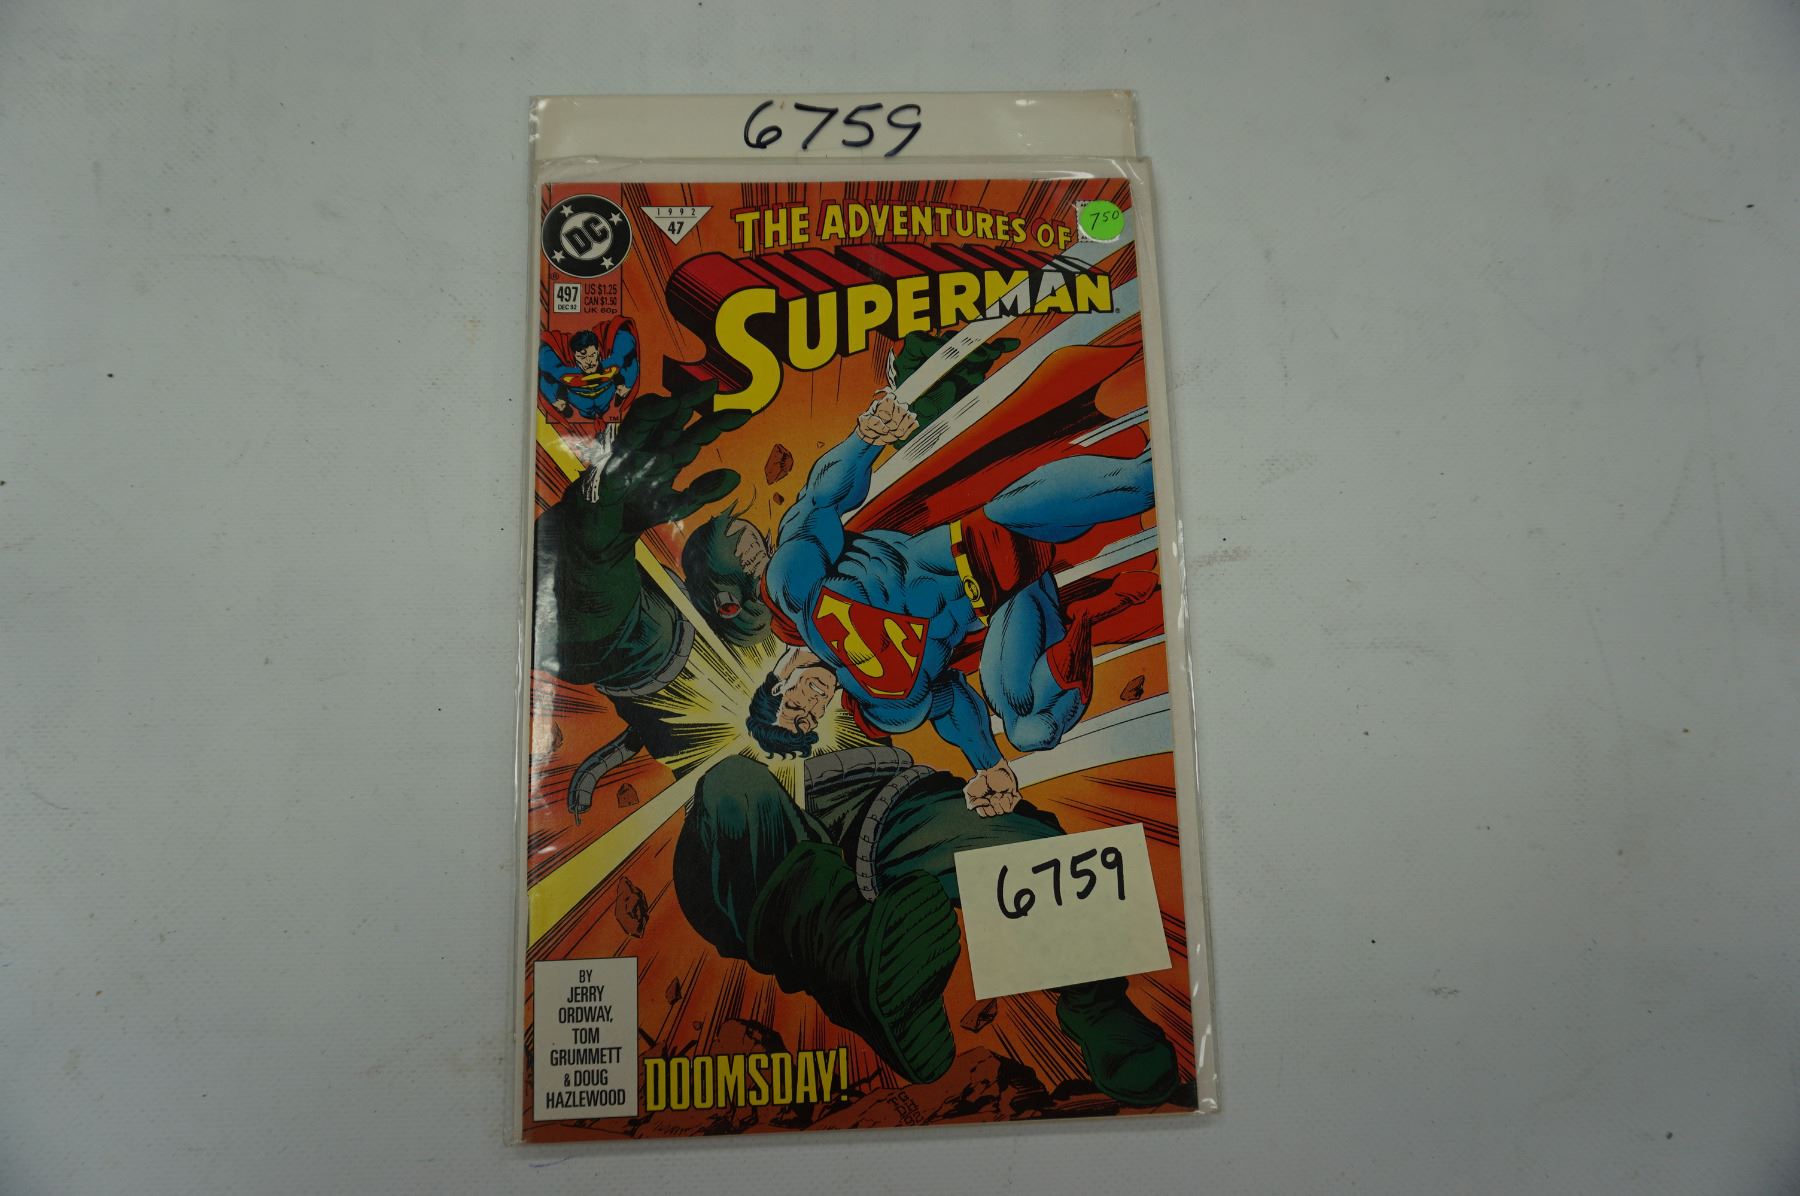 6759
DC
®
1992
47
THE ADVENTURES OF
750
SUPERMAN
497
DEC 92
US $1.25
CAN $1.50
UK 60p
TM
S
6759
BY
JERRY
ORDWAY,
TOM
GRUMMETT
& DOUG
HAZLEWOOD
DOOMSDAY!